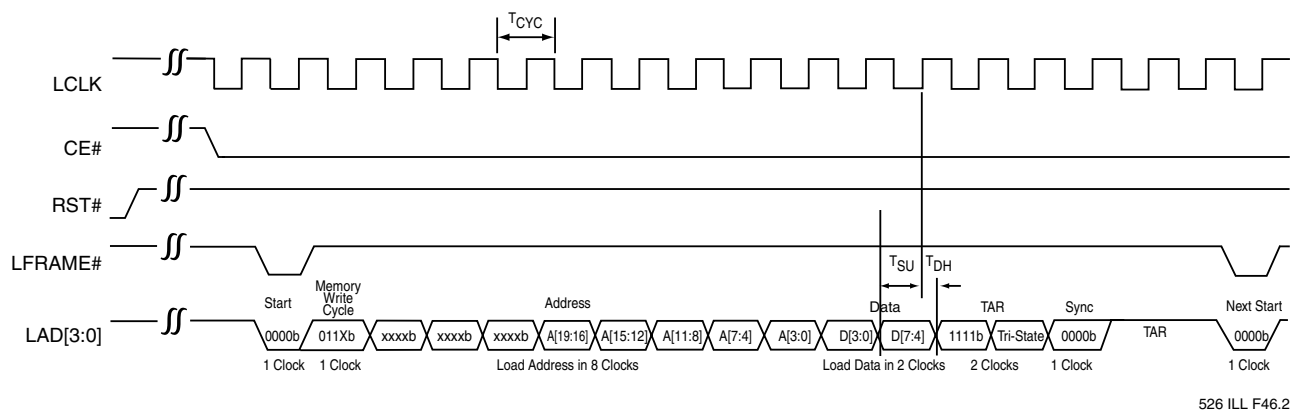 TCYC
LCLK
CE#
RST#
LFRAME#
TSU TDH
Start Memory Write Cycle Address Data TAR Sync Next Start
LAD[3:0] 0000b 011Xb xxxxb xxxxb xxxxb A[19:16] A[15:12] A[11:8] A[7:4] A[3:0] D[3:0] D[7:4] 1111b Tri-State 0000b TAR 0000b
1 Clock 1 Clock Load Address in 8 Clocks Load Data in 2 Clocks 2 Clocks 1 Clock 1 Clock
526 ILL F46.2